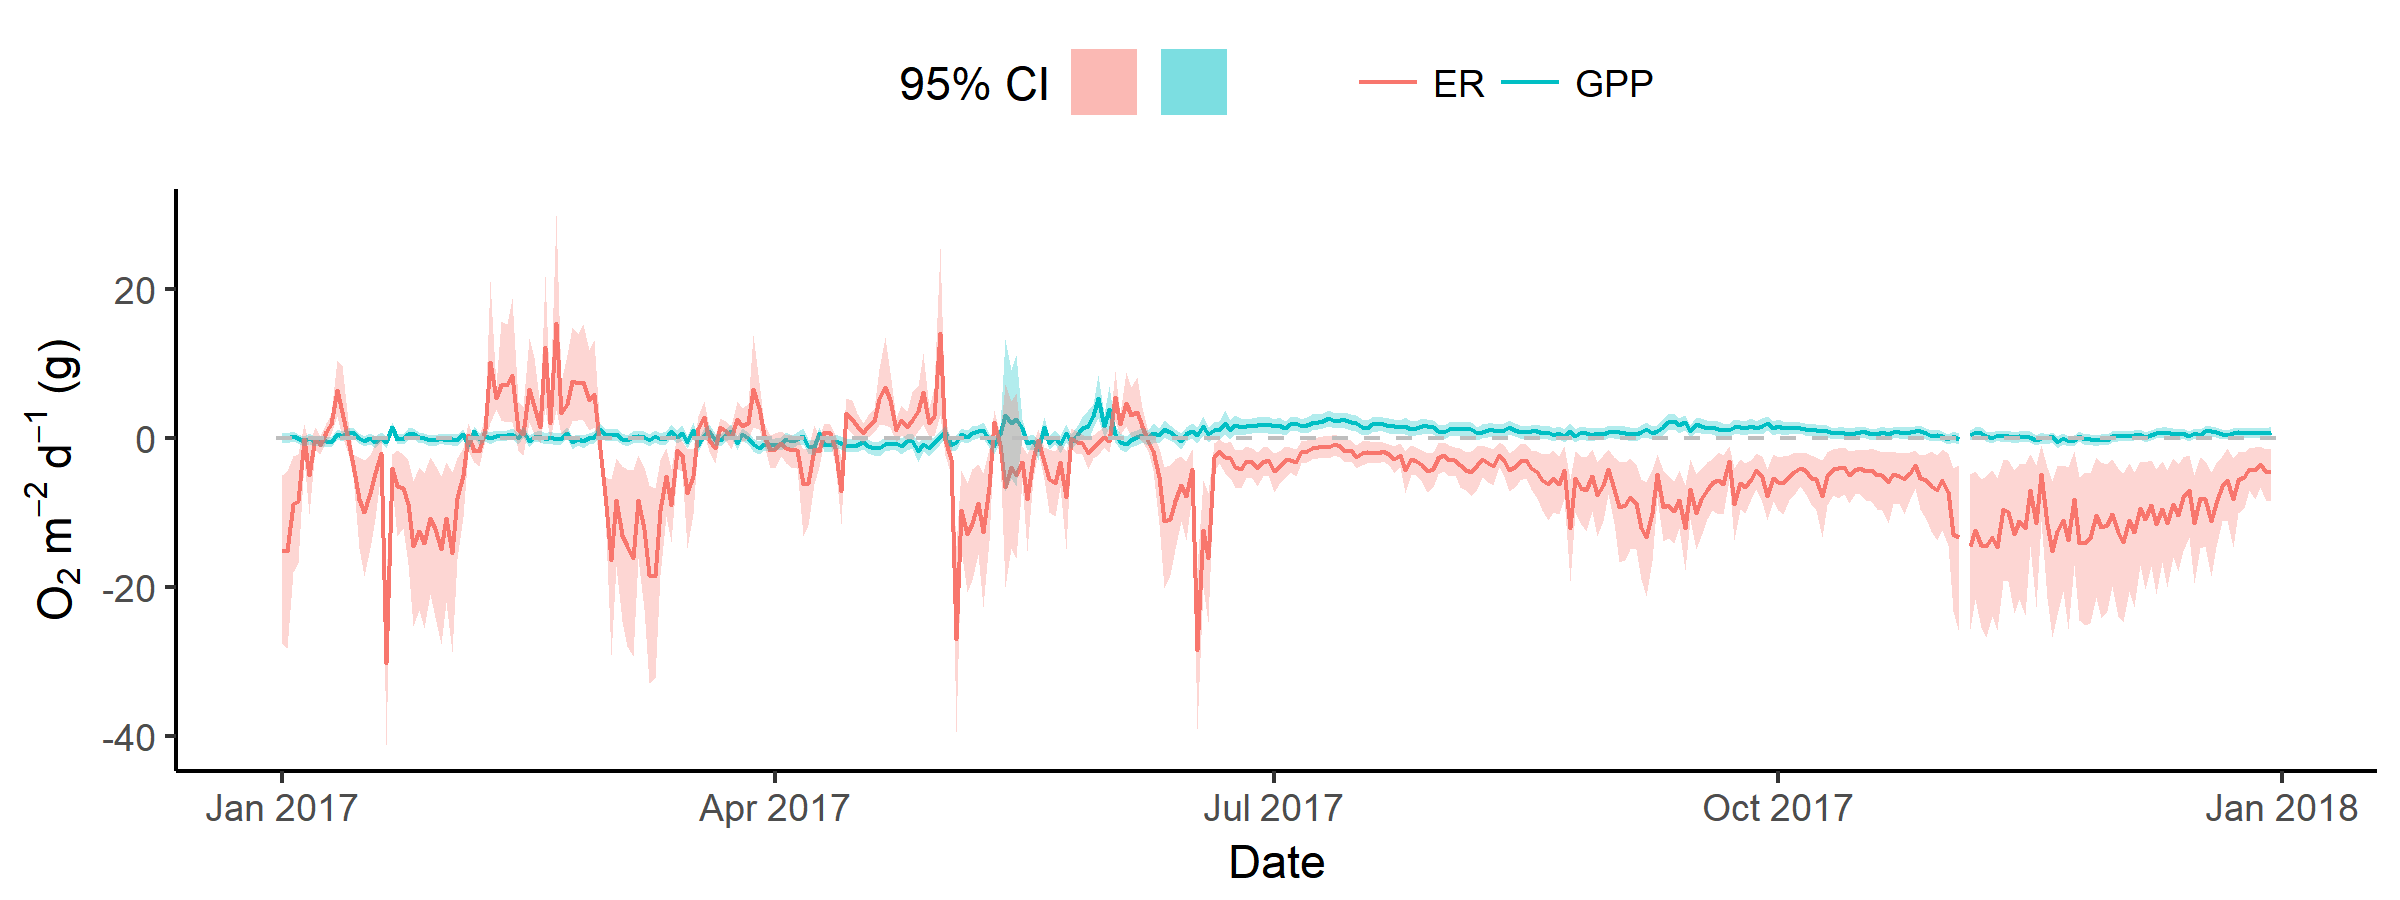 95% CI ER GPP
O₂ m⁻² d⁻¹ (g)
20
0
-20
-40
Jan 2017 Apr 2017 Jul 2017 Oct 2017 Jan 2018
Date